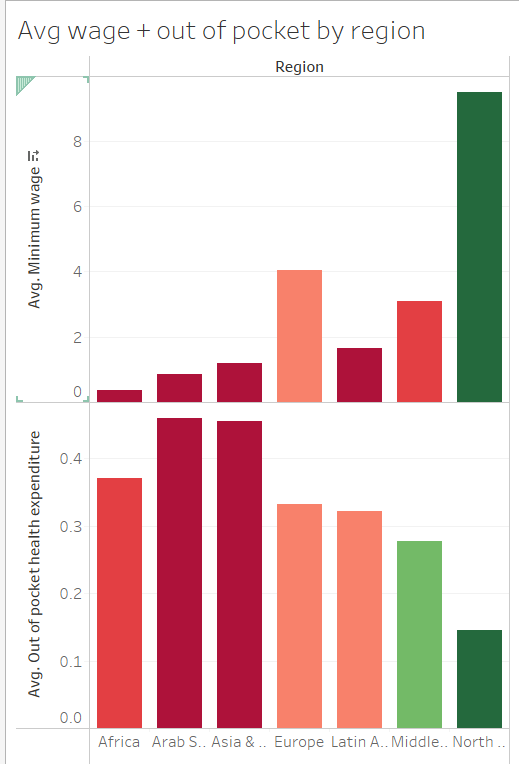 Avg wage + out of pocket by region
Region
Avg. Minimum wage
8
6
4
2
0
Avg. Out of pocket health expenditure
0.4
0.3
0.2
0.1
0.0
Africa Arab S.. Asia & .. Europe Latin A.. Middle.. North ..